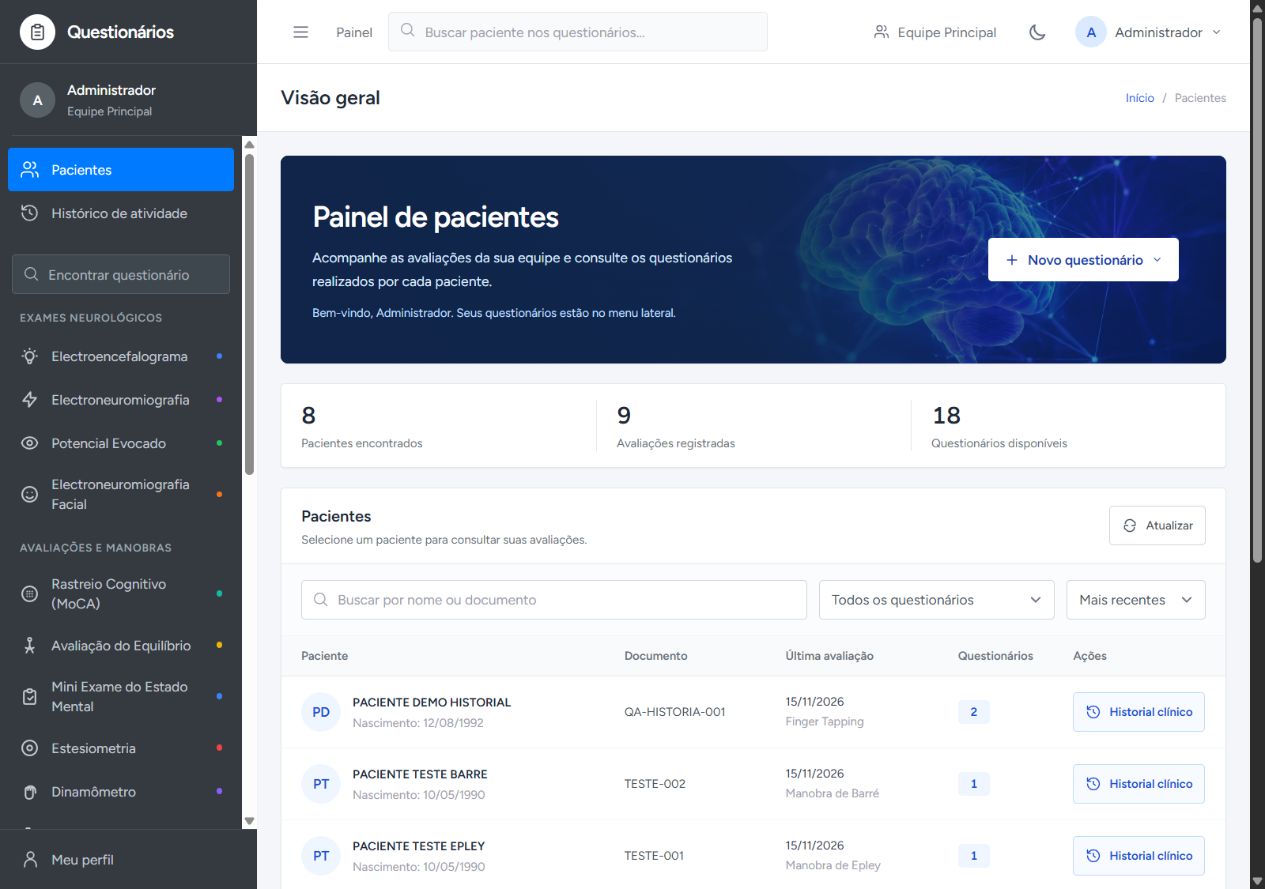 Questionários
Administrador
Equipe Principal
Pacientes
Histórico de atividade
Encontrar questionário
EXAMES NEUROLÓGICOS
Electroencefalograma
Electroneuromiografia
Potencial Evocado
Electroneuromiografia
Facial
AVALIAÇÕES E MANOBRAS
Rastreio Cognitivo
(MoCA)
Avaliação do Equilíbrio
Mini Exame do Estado
Mental
Estesiometria
Dinamômetro
Meu perfil
Painel
Buscar paciente nos questionários...
Equipe Principal
A Administrador
Visão geral
Início / Pacientes
Painel de pacientes
Acompanhe as avaliações da sua equipe e consulte os questionários
realizados por cada paciente.
Bem-vindo, Administrador. Seus questionários estão no menu lateral.
+ Novo questionário
8
Pacientes encontrados
9
Avaliações registradas
18
Questionários disponíveis
Pacientes
Selecione um paciente para consultar suas avaliações.
Atualizar
Buscar por nome ou documento
Todos os questionários
Mais recentes
Paciente Documento Última avaliação Questionários Ações
PD PACIENTE DEMO HISTORIAL
Nascimento: 12/08/1992
QA-HISTORIA-001
15/11/2026
Finger Tapping
2
Historial clínico
PT PACIENTE TESTE BARRE
Nascimento: 10/05/1990
TESTE-002
15/11/2026
Manobra de Barré
1
Historial clínico
PT PACIENTE TESTE EPLEY
Nascimento: 10/05/1990
TESTE-001
15/11/2026
Manobra de Epley
1
Historial clínico